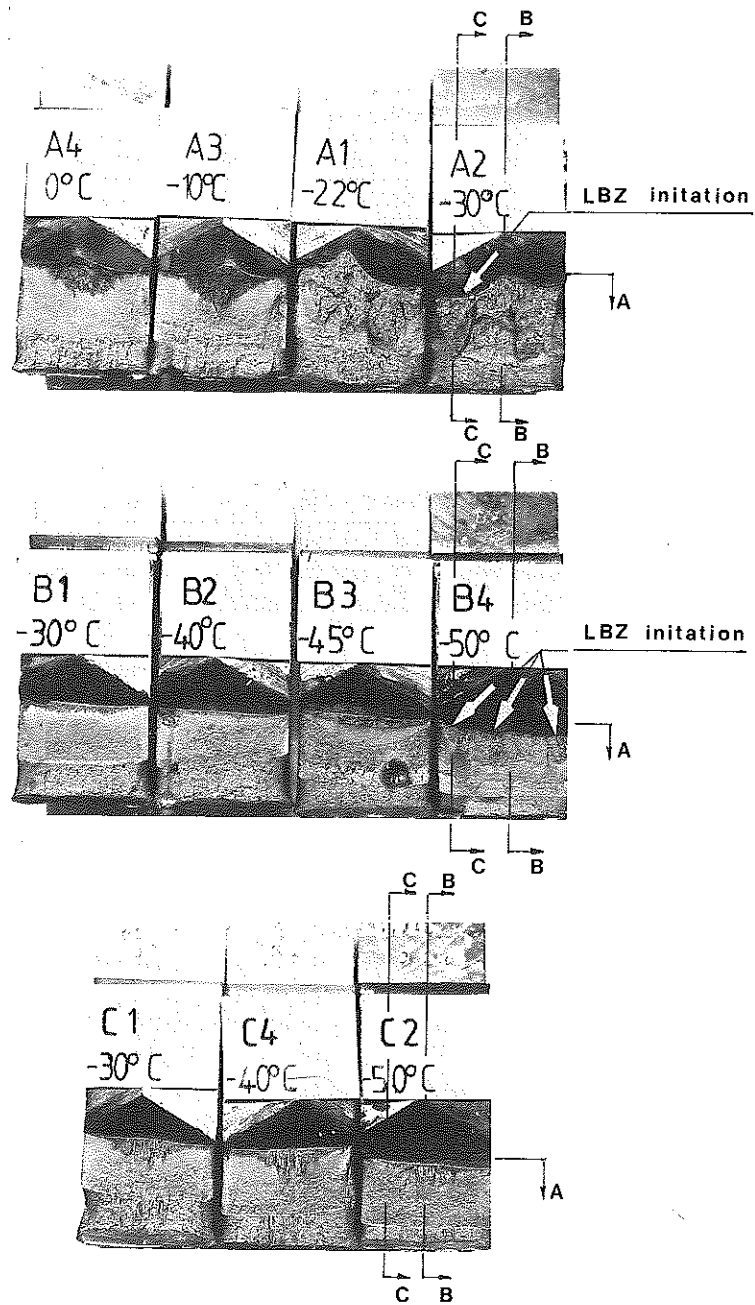 C B
A4 A3 A1 A2
0°C -10°C -22°C -30°C
LBZ initation
A
C B
C B
B1 B2 B3 B4
-30°C -40°C -45°C -50°C
LBZ initation
A
C B
C B
C1 C4 C2
-30°C -40°C -50°C
A
C B